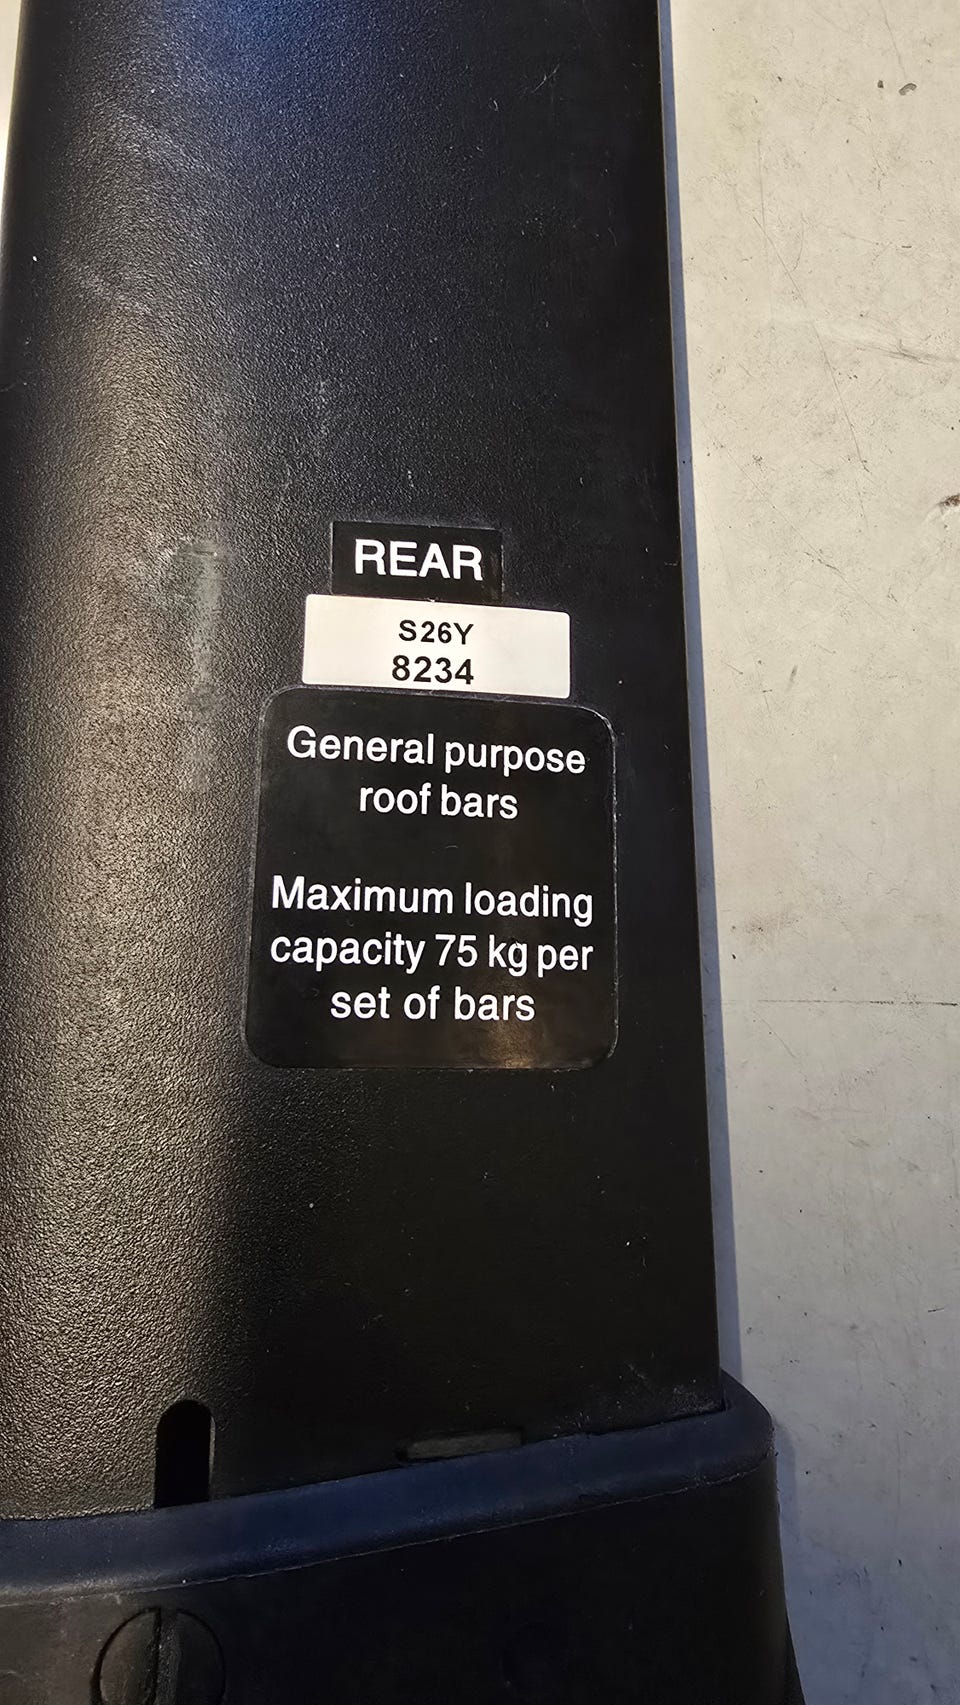 REAR
S26Y
8234
General purpose
roof bars
Maximum loading
capacity 75 kg per
set of bars